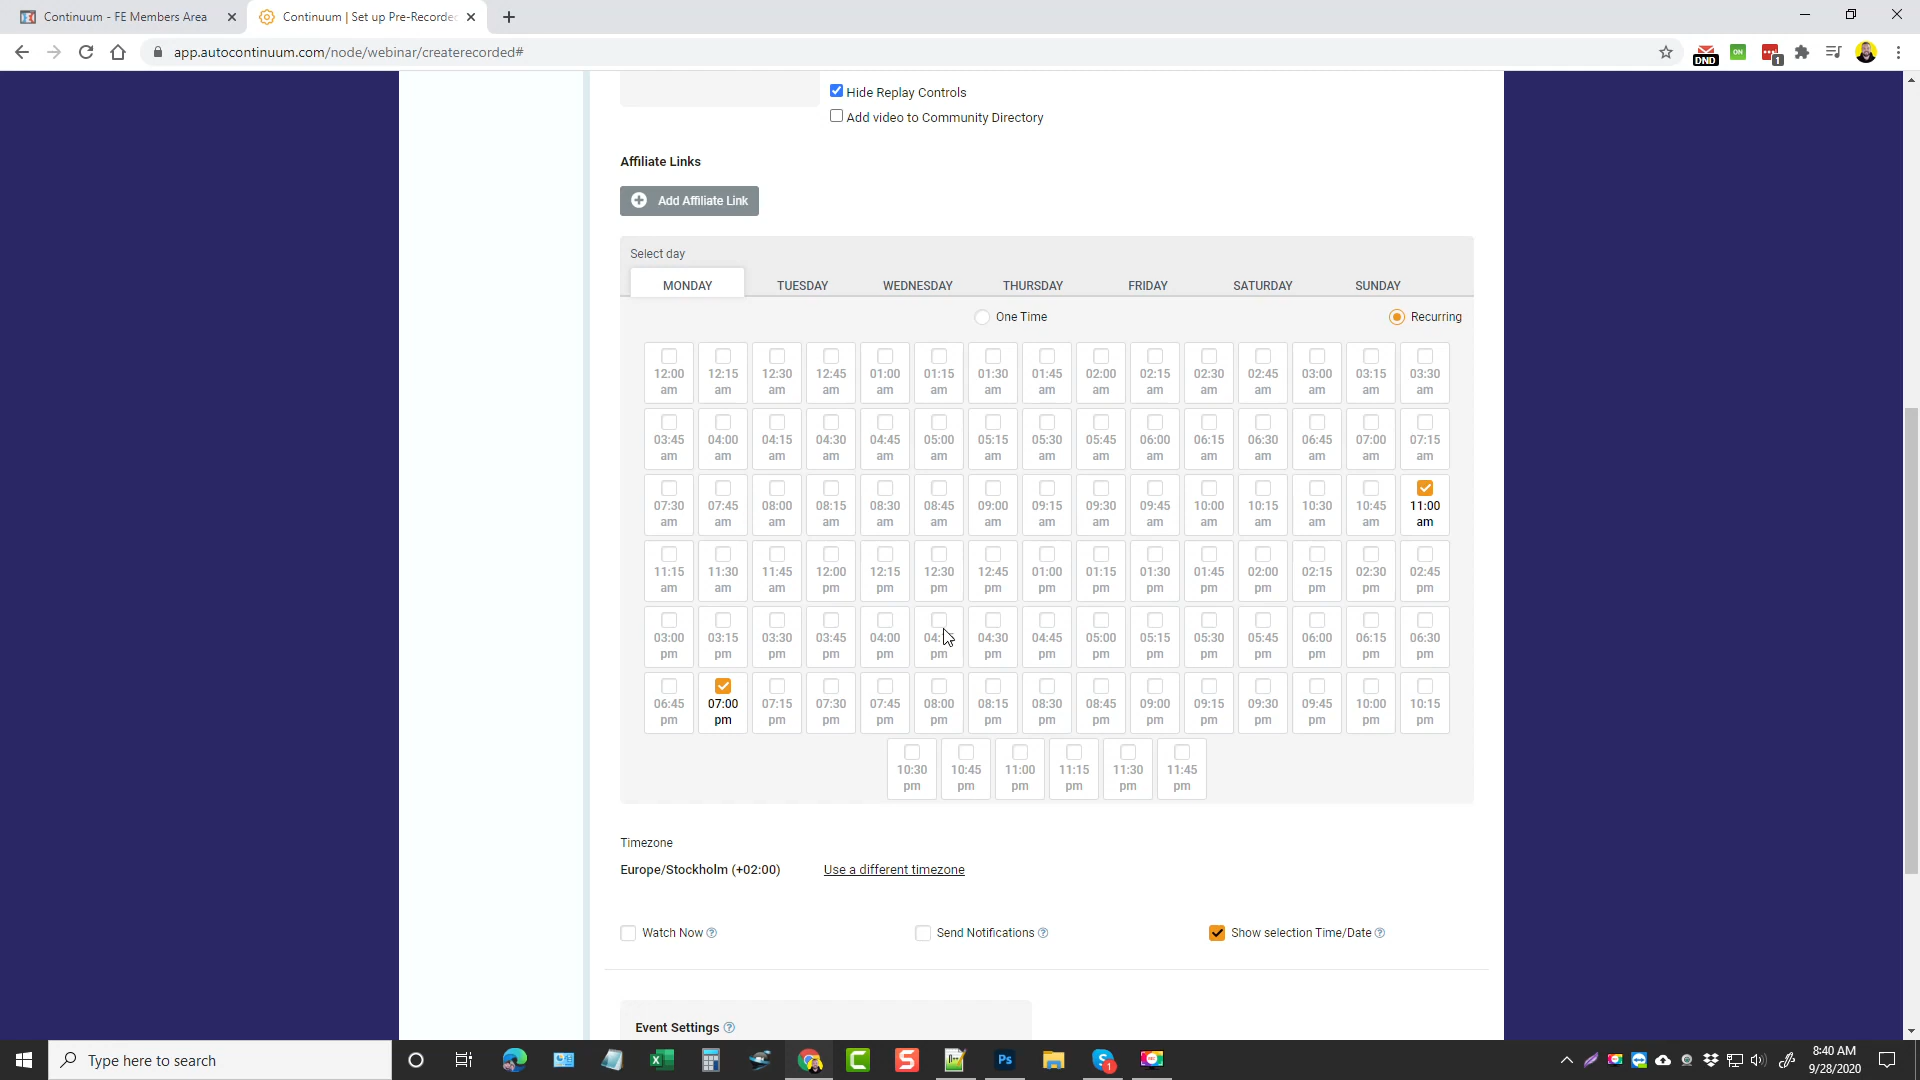 Continuum - FE Members Area
Continuum | Set up Pre-Recorde
app.autocontinuum.com/node/webinar/createrecorded#
DND
ON
1
Hide Replay Controls
Add video to Community Directory
Affiliate Links
Add Affiliate Link
Select day
MONDAY TUESDAY WEDNESDAY THURSDAY FRIDAY SATURDAY SUNDAY
One Time Recurring
12:00 12:15 12:30 12:45 01:00 01:15 01:30 01:45 02:00 02:15 02:30 02:45 03:00 03:15 03:30
am am am am am am am am am am am am am am am
03:45 04:00 04:15 04:30 04:45 05:00 05:15 05:30 05:45 06:00 06:15 06:30 06:45 07:00 07:15
am am am am am am am am am am am am am am am
07:30 07:45 08:00 08:15 08:30 08:45 09:00 09:15 09:30 09:45 10:00 10:15 10:30 10:45 11:00
am am am am am am am am am am am am am am am
11:15 11:30 11:45 12:00 12:15 12:30 12:45 01:00 01:15 01:30 01:45 02:00 02:15 02:30 02:45
am am am pm pm pm pm pm pm pm pm pm pm pm pm
03:00 03:15 03:30 03:45 04:00 04:30 04:45 05:00 05:15 05:30 05:45 06:00 06:15 06:30
pm pm pm pm pm pm pm pm pm pm pm pm pm pm pm
06:45 07:00 07:15 07:30 07:45 08:00 08:15 08:30 08:45 09:00 09:15 09:30 09:45 10:00 10:15
pm pm pm pm pm pm pm pm pm pm pm pm pm pm pm
10:30 10:45 11:00 11:15 11:30 11:45
pm pm pm pm pm pm
Timezone
Europe/Stockholm (+02:00) Use a different timezone
Watch Now ? Send Notifications ? Show selection Time/Date ?
Event Settings ?
Type here to search
Ps
1
8:40 AM
9/28/2020